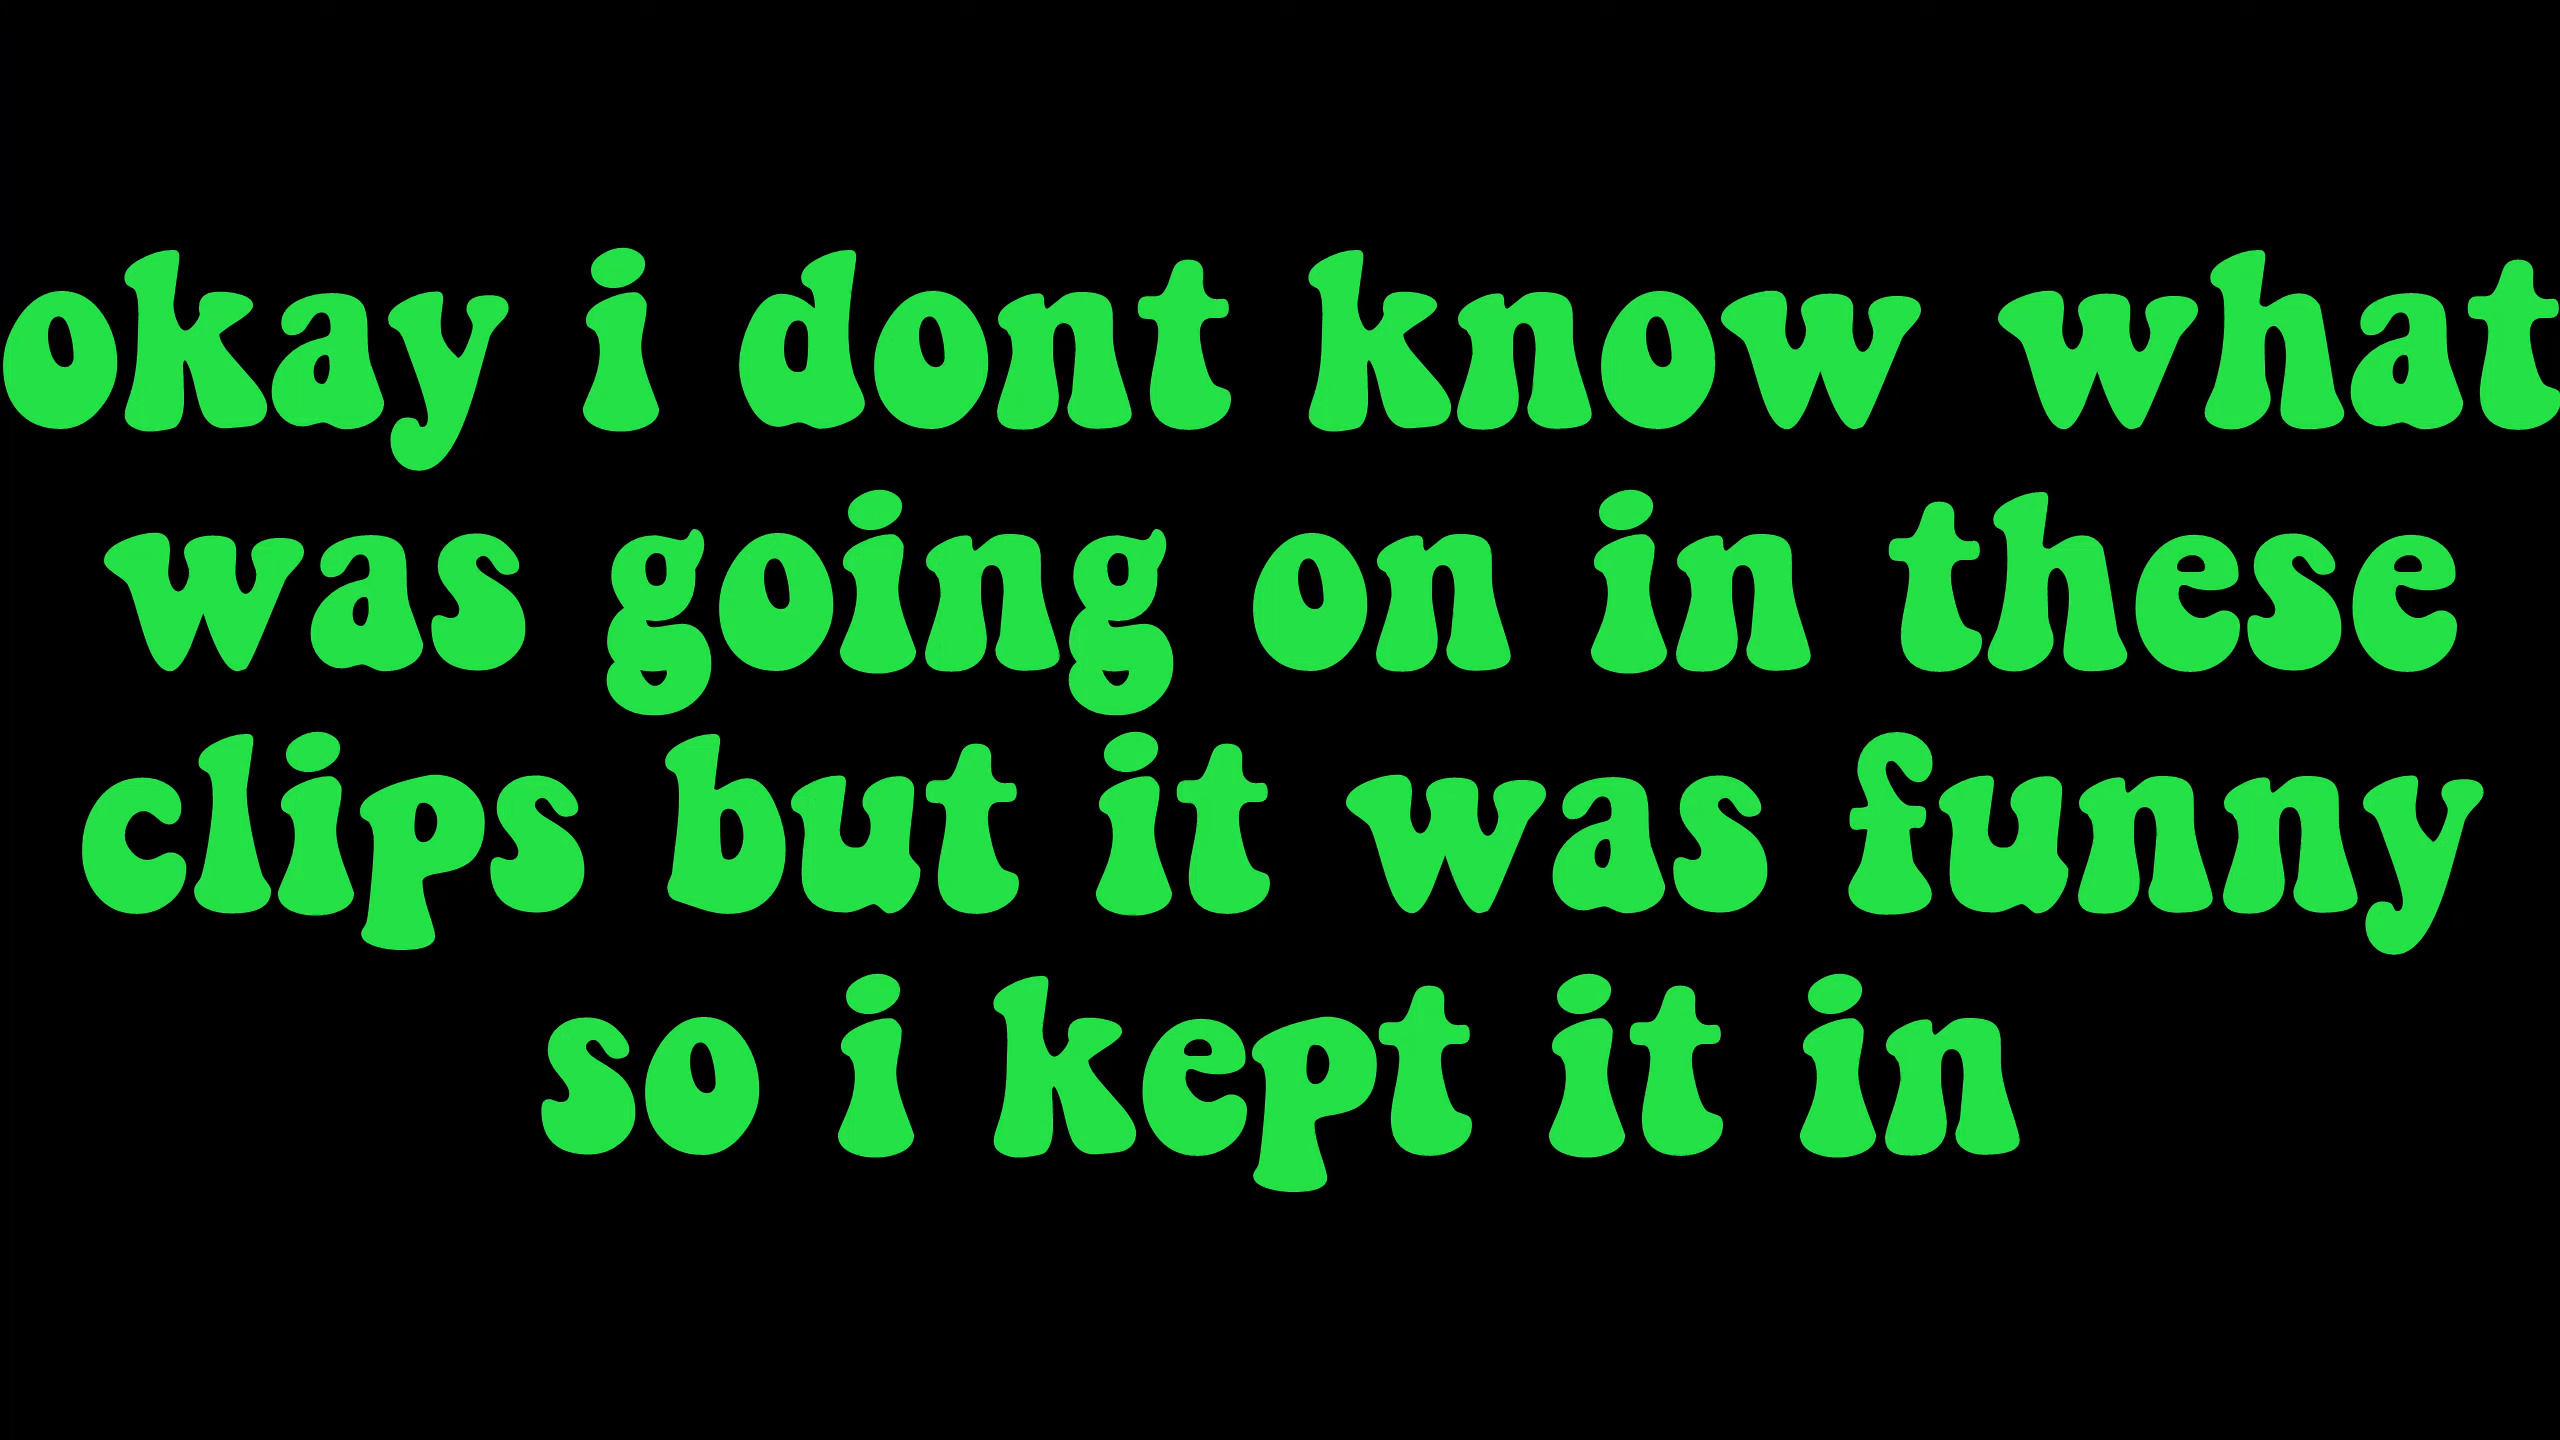 okay i dont know what
was going on in these
clips but it was funny
so i kept it in